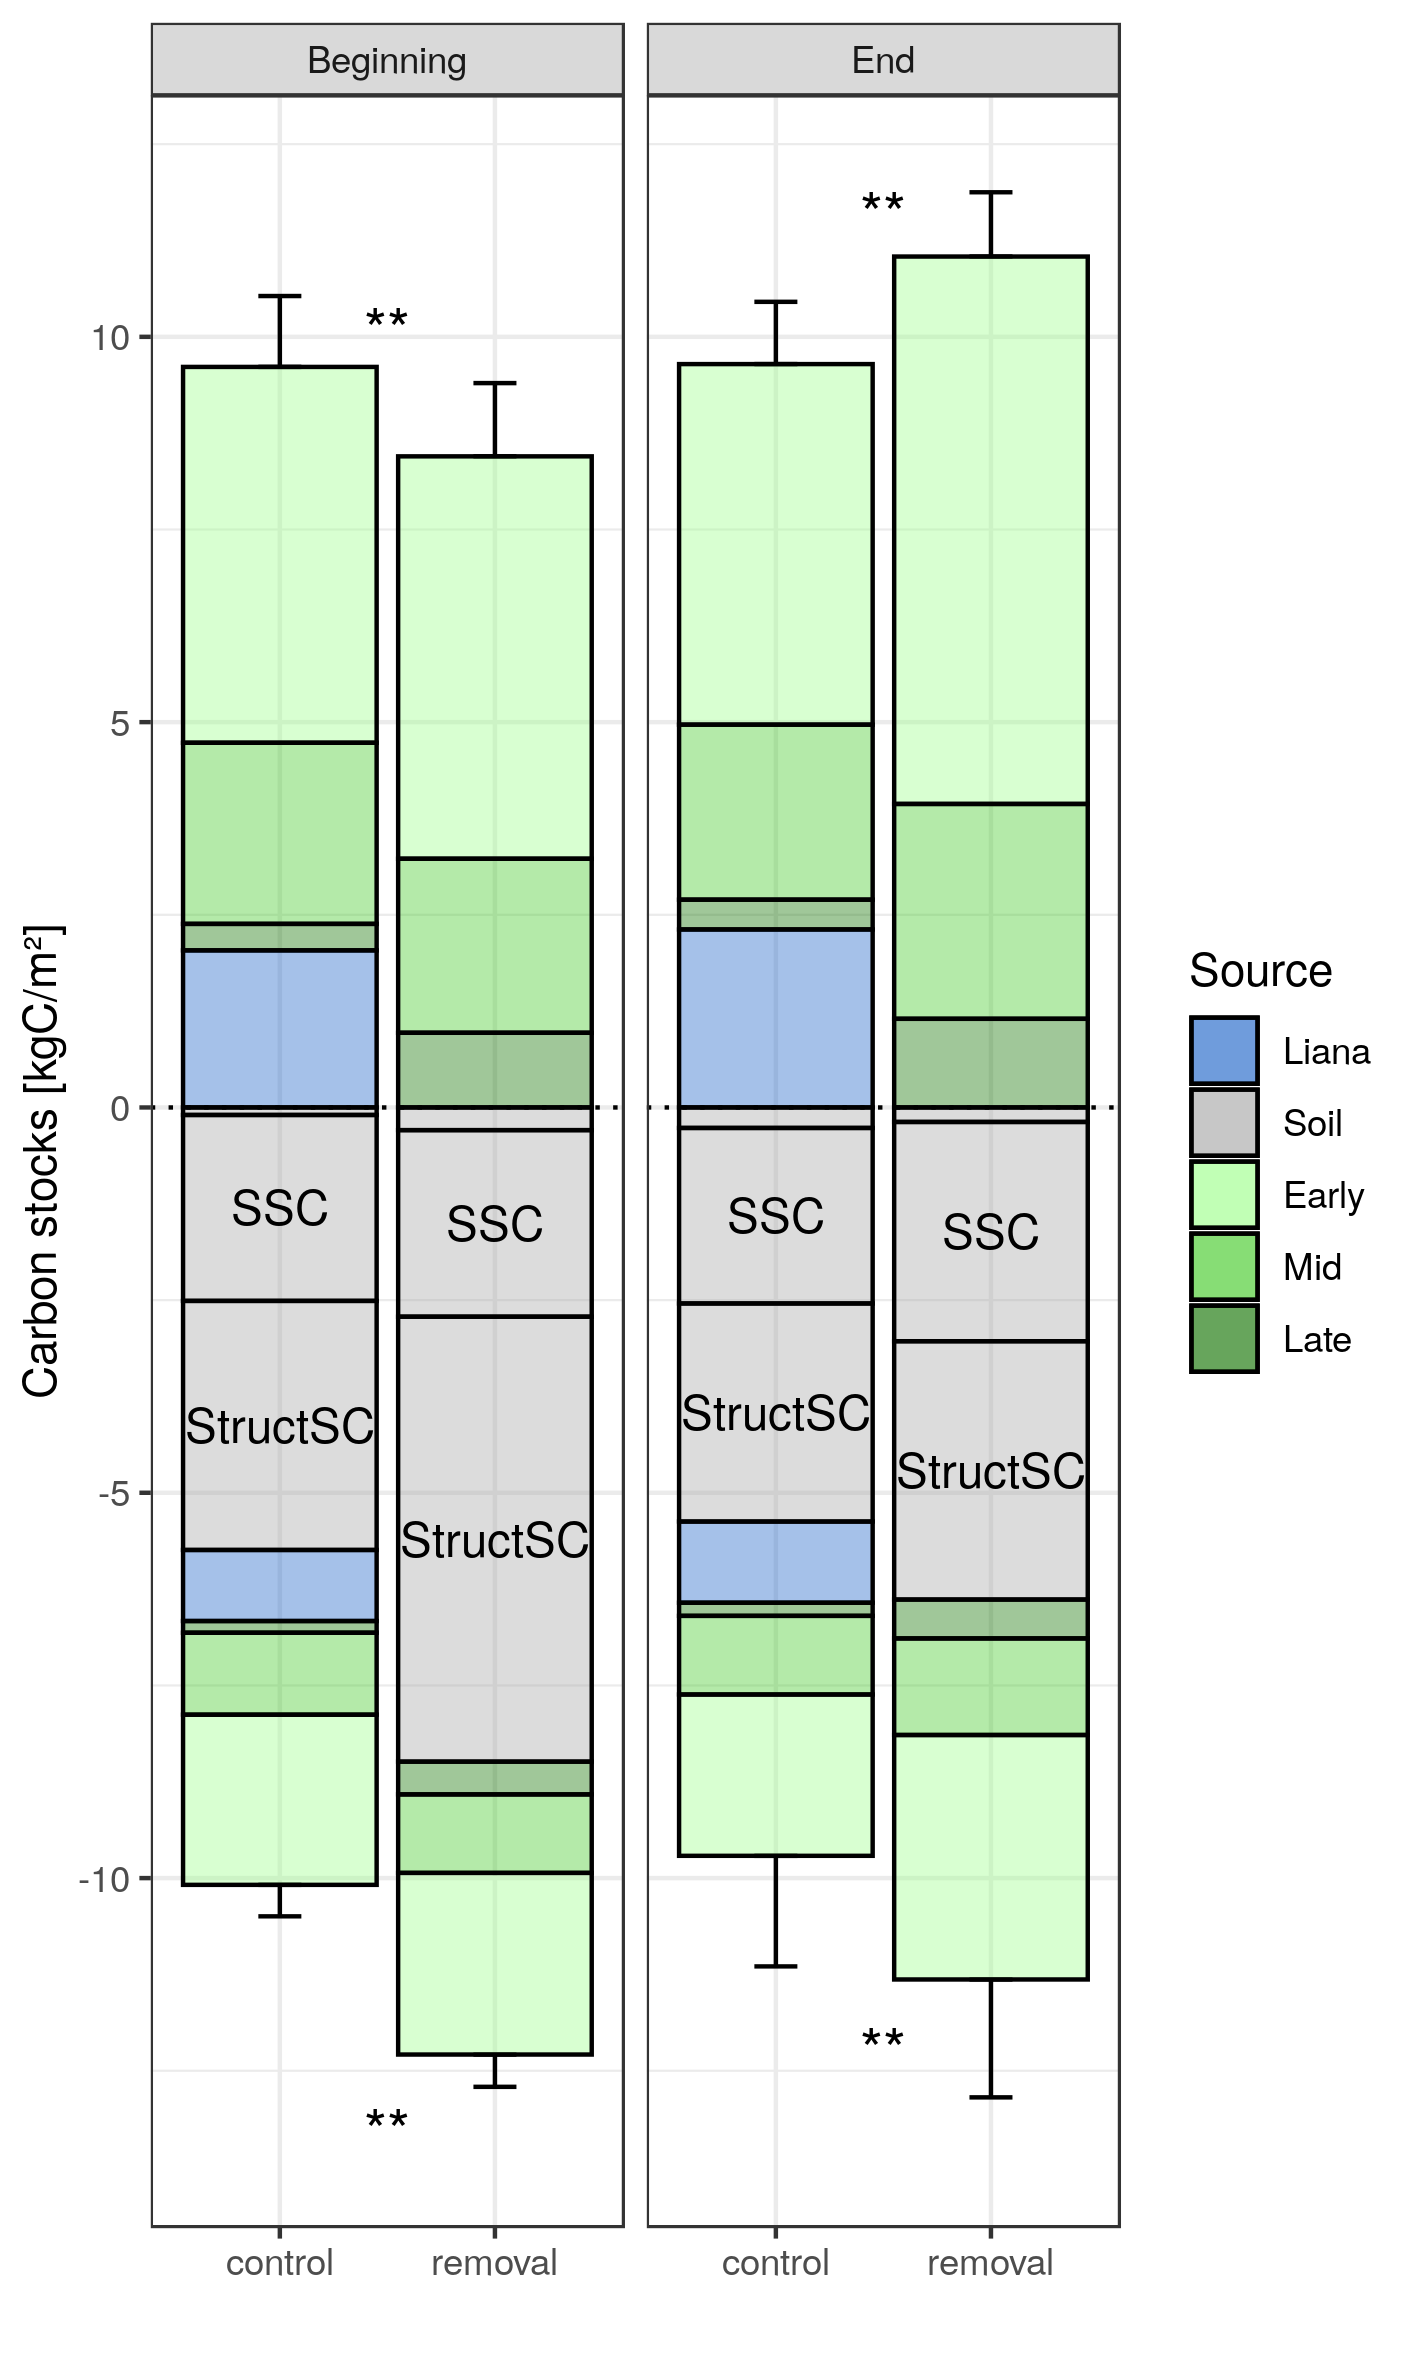 Beginning
End
**
**
10
5
0
-5
-10
Carbon stocks [kgC/m²]
SSC
SSC
SSC
SSC
StructSC
StructSC
StructSC
StructSC
**
**
control
removal
control
removal
Source
Liana
Soil
Early
Mid
Late